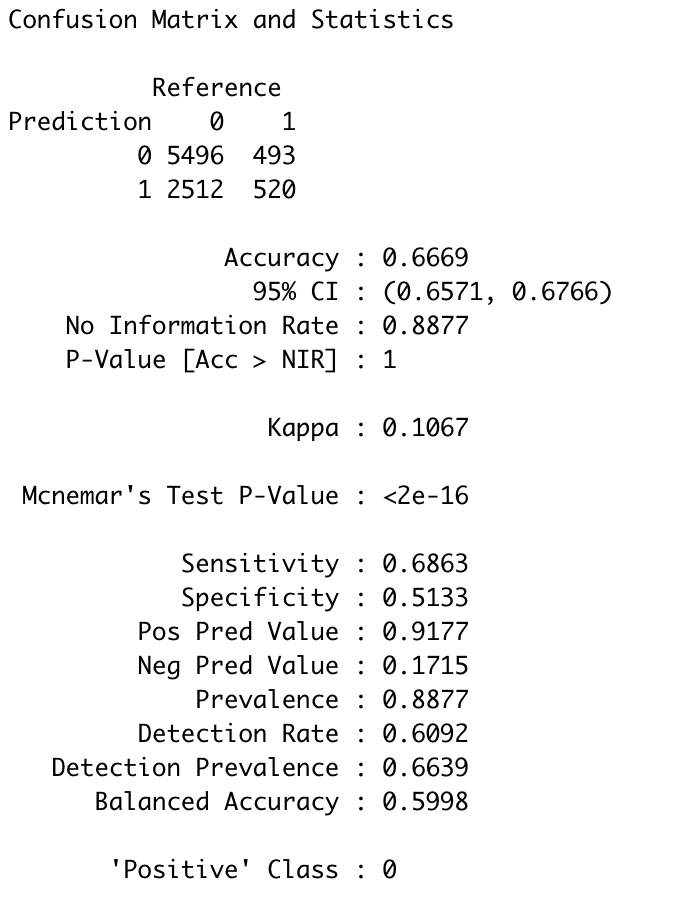 Confusion Matrix and Statistics
Reference
Prediction 0 1
0 5496 493
1 2512 520
Accuracy : 0.6669
95% CI : (0.6571, 0.6766)
No Information Rate : 0.8877
P-Value [Acc > NIR] : 1
Kappa : 0.1067
Mcnemar's Test P-Value : <2e-16
Sensitivity : 0.6863
Specificity : 0.5133
Pos Pred Value : 0.9177
Neg Pred Value : 0.1715
Prevalence : 0.8877
Detection Rate : 0.6092
Detection Prevalence : 0.6639
Balanced Accuracy : 0.5998
'Positive' Class : 0